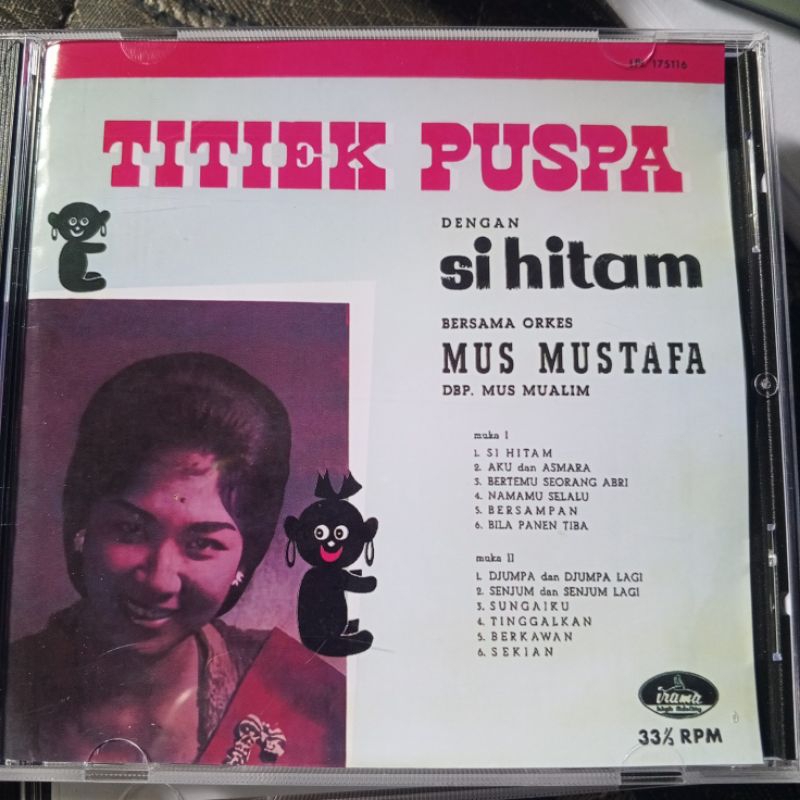 LPL 175116
TITIEK PUSPA
DENGAN
si hitam
BERSAMA ORKES
MUS MUSTAFA
DBP. MUS MUALIM
muka I
1. SI HITAM
2. AKU dan ASMARA
3. BERTEMU SEORANG ABRI
4. NAMAMU SELALU
5. BERSAMPAN
6. BILA PANEN TIBA
muka II
1. DJUMPA dan DJUMPA LAGI
2. SENJUM dan SENJUM LAGI
3. SUNGAIKU
4. TINGGALKAN
5. BERKAWAN
6. SEKIAN
irama
33⅓ RPM